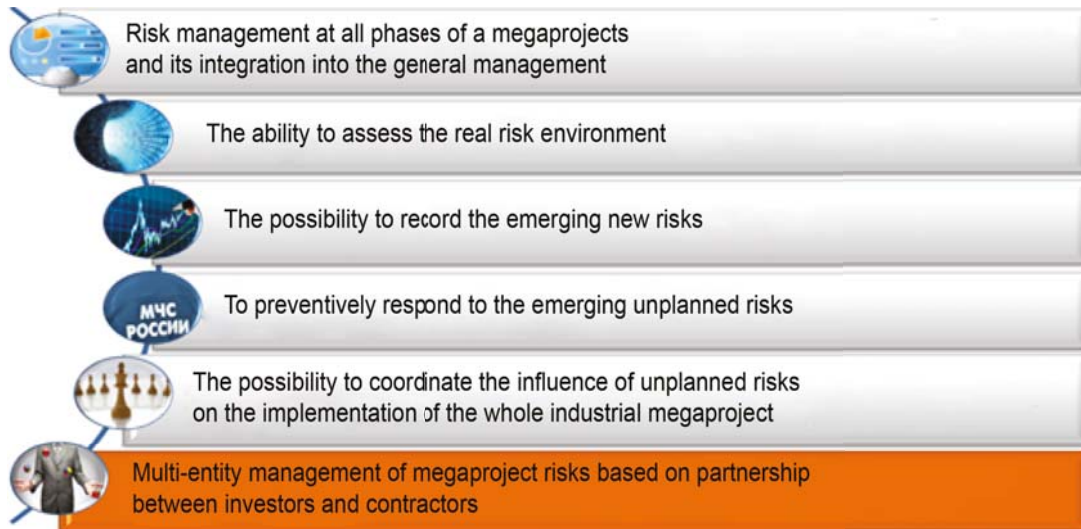 Risk management at all phases of a megaprojects
and its integration into the general management
The ability to assess the real risk environment
The possibility to record the emerging new risks
МЧС
РОССИИ
To preventively respond to the emerging unplanned risks
The possibility to coordinate the influence of unplanned risks
on the implementation of the whole industrial megaproject
Multi-entity management of megaproject risks based on partnership
between investors and contractors